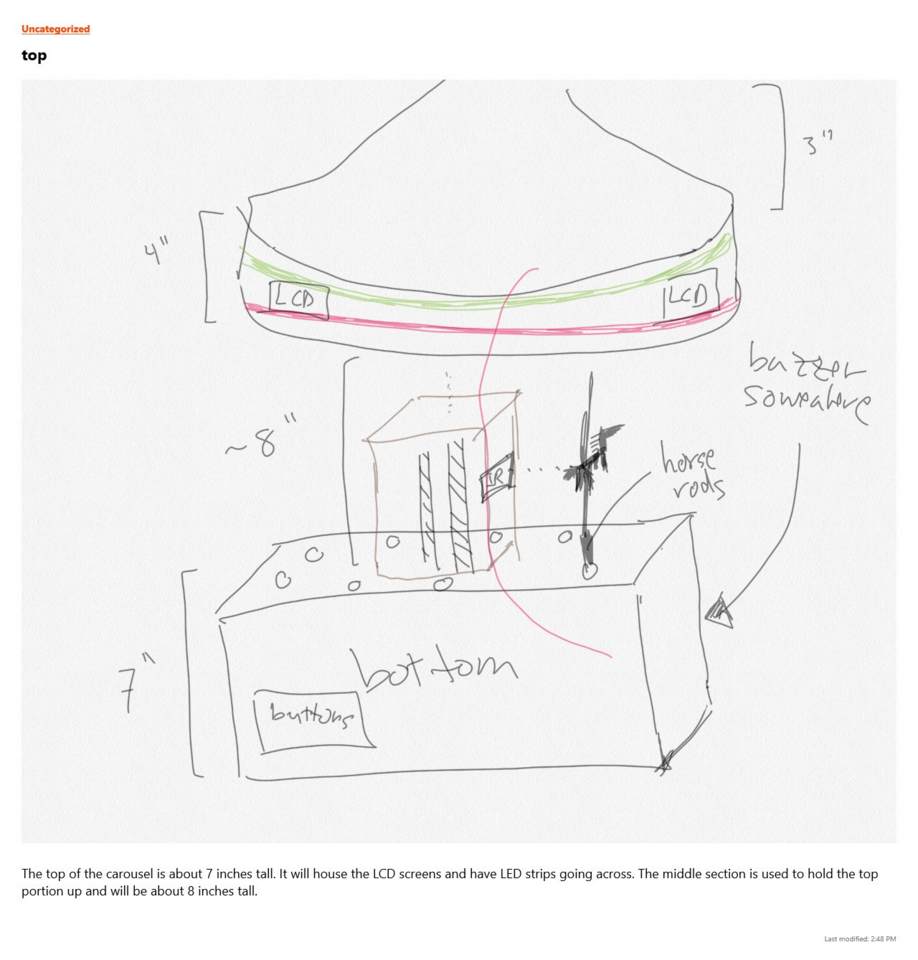 Uncategorized
top
3"
4"
LCD
LCD
buzzer
somewhere
~8"
IR
horse
rods
7"
bottom
buttons
The top of the carousel is about 7 inches tall. It will house the LCD screens and have LED strips going across. The middle section is used to hold the top
portion up and will be about 8 inches tall.
Last modified: 2:48 PM